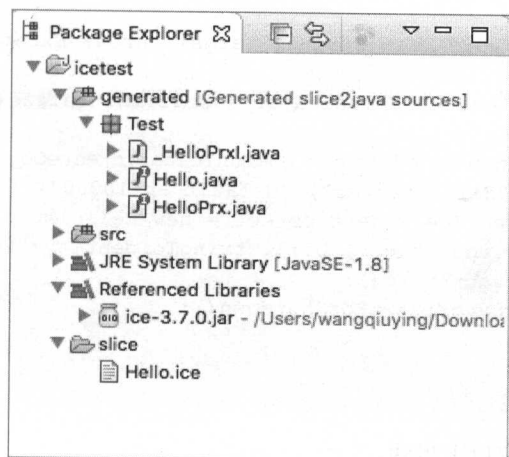 Package Explorer
icetest
generated [Generated slice2java sources]
Test
_HelloPrxI.java
Hello.java
HelloPrx.java
src
JRE System Library [JavaSE-1.8]
Referenced Libraries
ice-3.7.0.jar - /Users/wangqiuying/Downloa
slice
Hello.ice